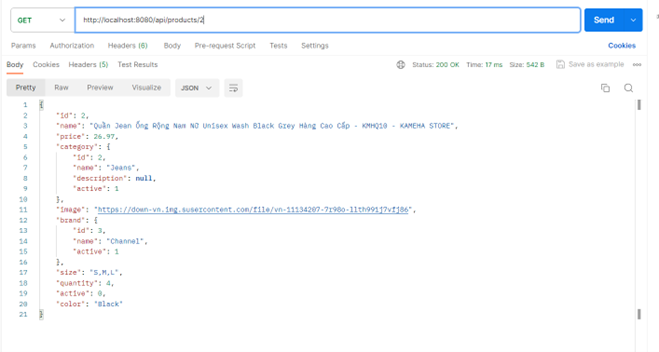 GET http://localhost:8080/api/products/2 Send
Params Authorization Headers (6) Body Pre-request Script Tests Settings Cookies
Body Cookies Headers (5) Test Results Status: 200 OK Time: 17 ms Size: 542 B Save as example
Pretty Raw Preview Visualize JSON
1 {
2 "id": 2,
3 "name": "Quần Jean Ống Rộng Nam Nữ Unisex Wash Black Grey Hàng Cao Cấp - KMHQ10 - KAMEHA STORE",
4 "price": 26.97,
5 "category": {
6 "id": 2,
7 "name": "Jeans",
8 "description": null,
9 "active": 1
10 },
11 "image": "https://down-vn.img.susercontent.com/file/vn-11134207-7r98o-llth991j7vfj86",
12 "brand": {
13 "id": 3,
14 "name": "Channel",
15 "active": 1
16 },
17 "size": "S,M,L",
18 "quantity": 4,
19 "active": 0,
20 "color": "Black"
21 }